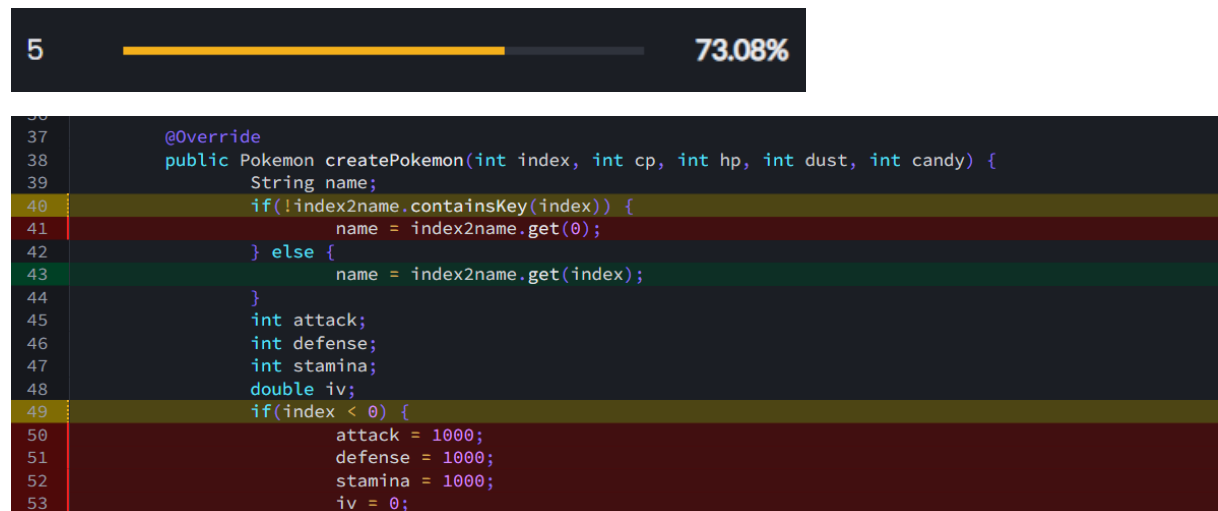 5 73.08%
37 @Override
38 public Pokemon createPokemon(int index, int cp, int hp, int dust, int candy) {
39 String name;
40 if(!index2name.containsKey(index)) {
41 name = index2name.get(0);
42 } else {
43 name = index2name.get(index);
44 }
45 int attack;
46 int defense;
47 int stamina;
48 double iv;
49 if(index < 0) {
50 attack = 1000;
51 defense = 1000;
52 stamina = 1000;
53 iv = 0;